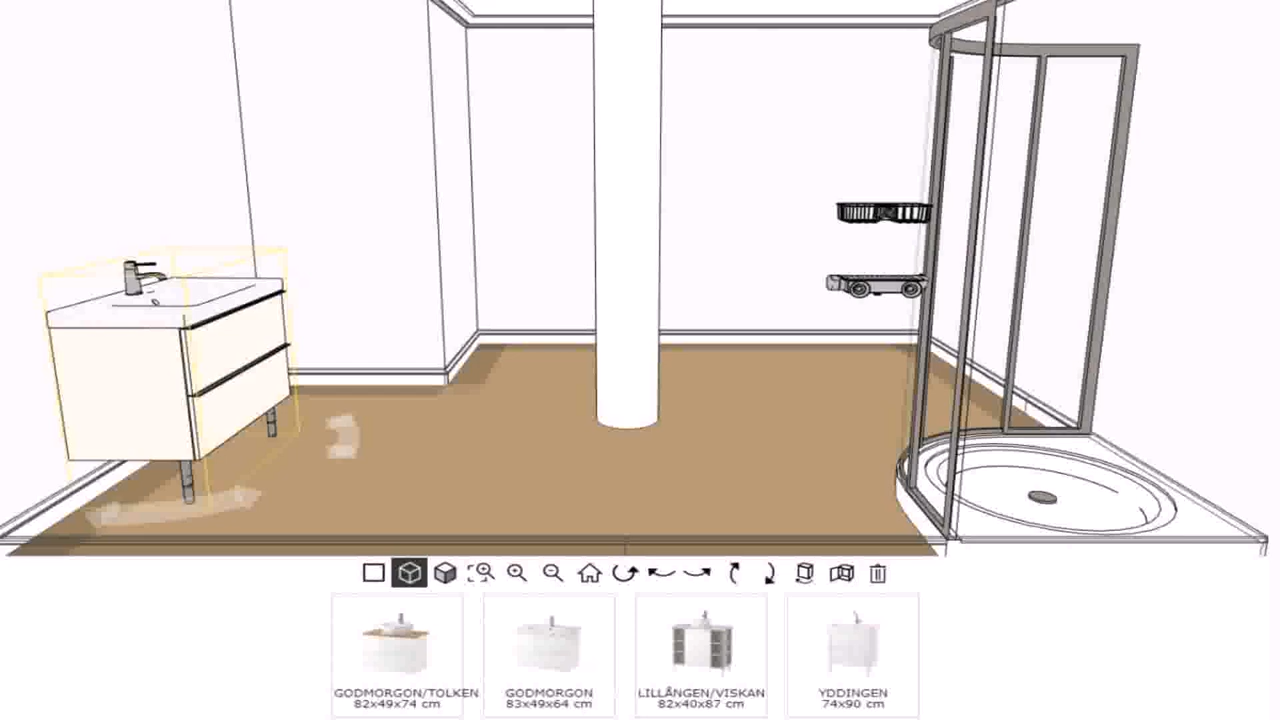 GODMORGON/TOLKEN
82x49x74 cm
GODMORGON
83x49x64 cm
LILLÅNGEN/VISKAN
82x40x87 cm
YDDINGEN
74x90 cm